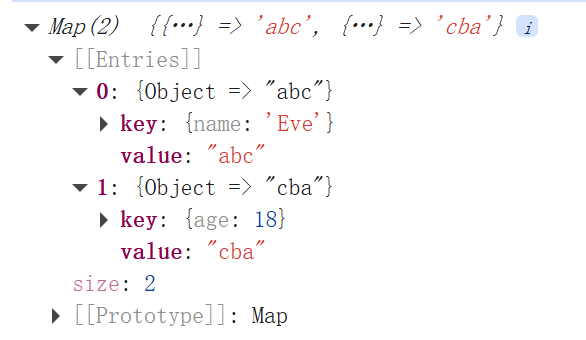 Map(2) {{…} => 'abc', {…} => 'cba'} i
[[Entries]]
0: {Object => "abc"}
key: {name: 'Eve'}
value: "abc"
1: {Object => "cba"}
key: {age: 18}
value: "cba"
size: 2
[[Prototype]]: Map